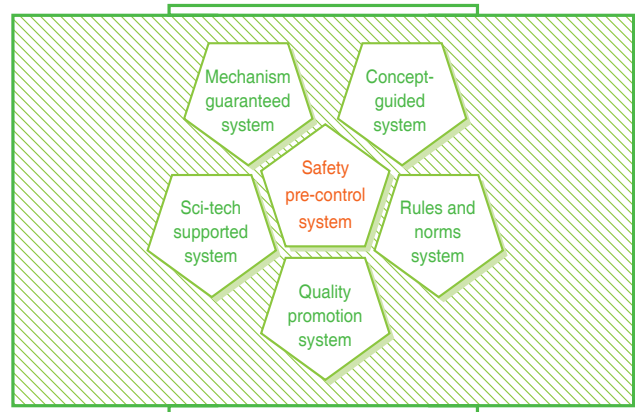 Mechanism
guaranteed
system
Concept-
guided
system
Safety
pre-control
system
Sci-tech
supported
system
Rules and
norms
system
Quality
promotion
system